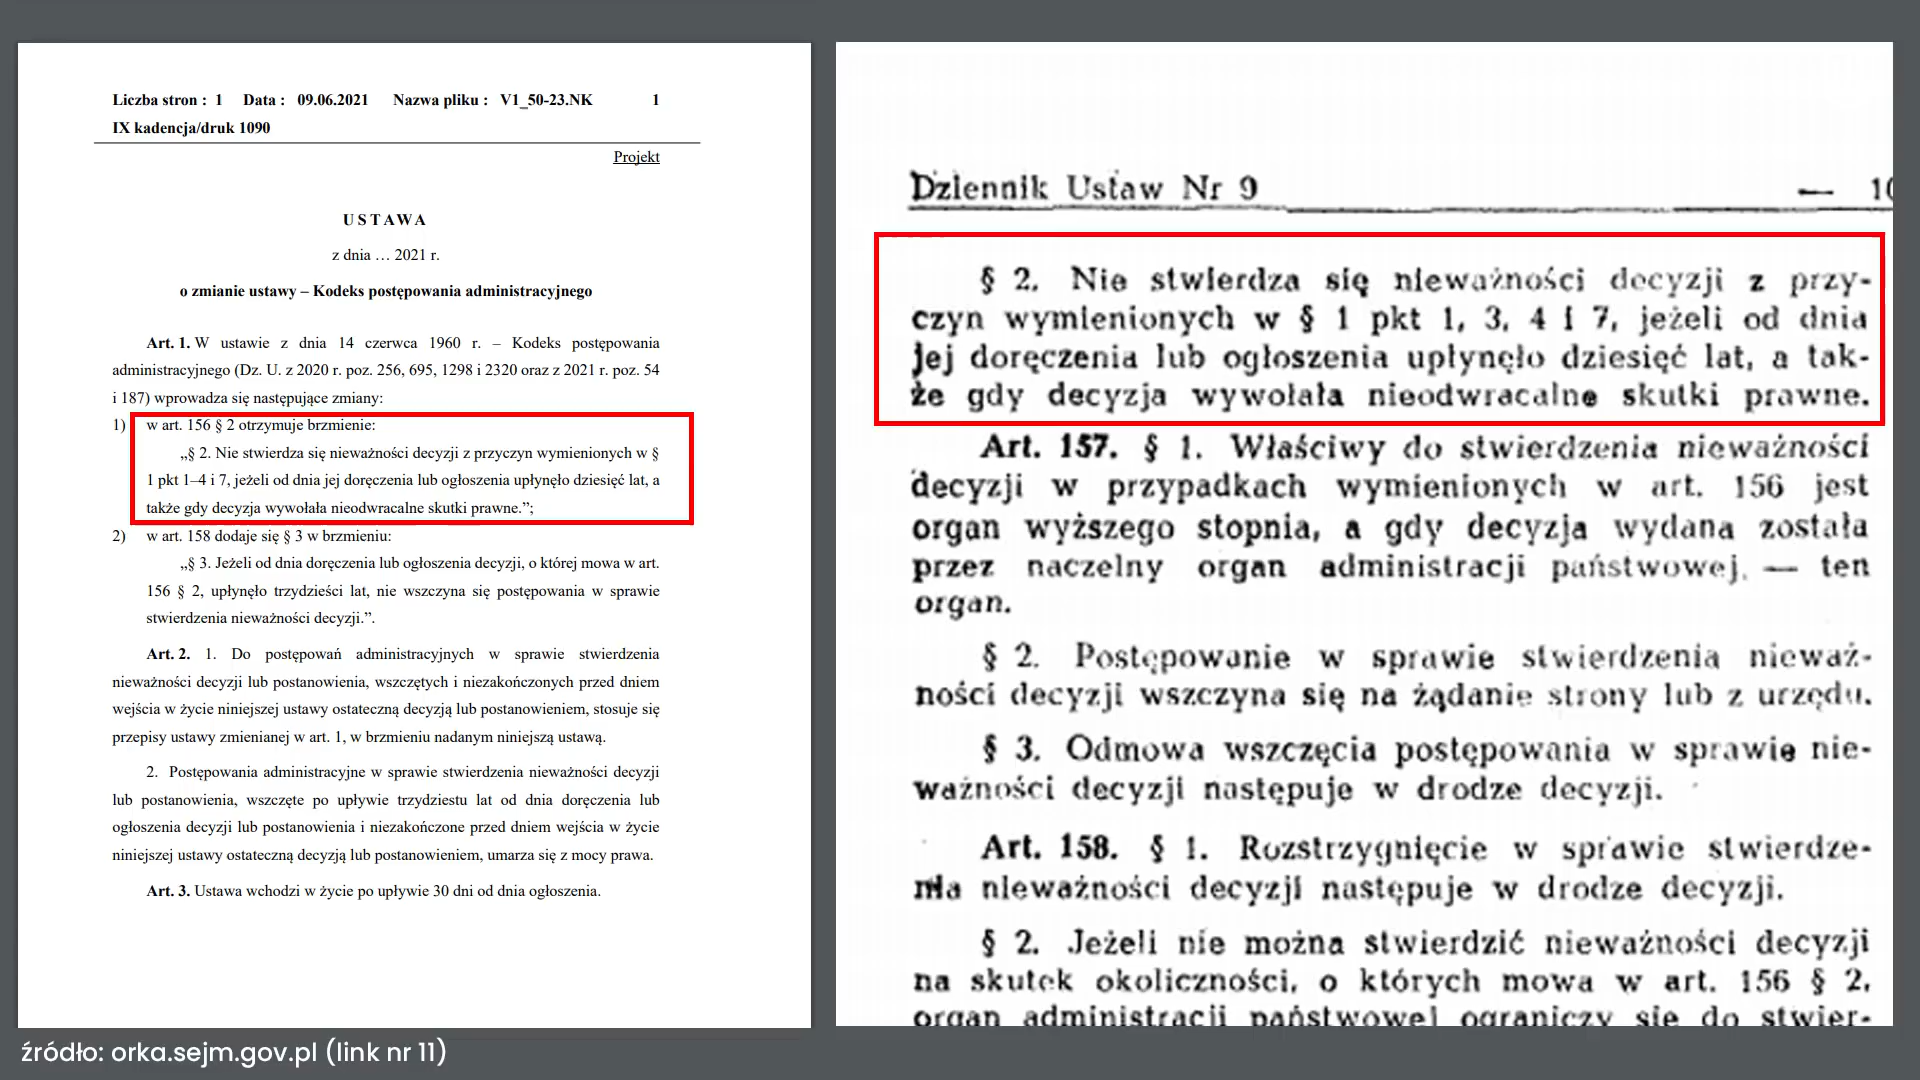 Liczba stron : 1 Data : 09.06.2021 Nazwa pliku : V1_50-23.NK 1
IX kadencja/druk 1090
Projekt
USTAWA
z dnia … 2021 r.
o zmianie ustawy – Kodeks postępowania administracyjnego
Art. 1. W ustawie z dnia 14 czerwca 1960 r. – Kodeks postępowania
administracyjnego (Dz. U. z 2020 r. poz. 256, 695, 1298 i 2320 oraz z 2021 r. poz. 54
i 187) wprowadza się następujące zmiany:
1) w art. 156 § 2 otrzymuje brzmienie:
„§ 2. Nie stwierdza się nieważności decyzji z przyczyn wymienionych w §
1 pkt 1–4 i 7, jeżeli od dnia jej doręczenia lub ogłoszenia upłynęło dziesięć lat, a
także gdy decyzja wywołała nieodwracalne skutki prawne.”;
2) w art. 158 dodaje się § 3 w brzmieniu:
„§ 3. Jeżeli od dnia doręczenia lub ogłoszenia decyzji, o której mowa w art.
156 § 2, upłynęło trzydzieści lat, nie wszczyna się postępowania w sprawie
stwierdzenia nieważności decyzji.”.
Art. 2. 1. Do postępowań administracyjnych w sprawie stwierdzenia
nieważności decyzji lub postanowienia, wszczętych i niezakończonych przed dniem
wejścia w życie niniejszej ustawy ostateczną decyzją lub postanowieniem, stosuje się
przepisy ustawy zmienianej w art. 1, w brzmieniu nadanym niniejszą ustawą.
2. Postępowania administracyjne w sprawie stwierdzenia nieważności decyzji
lub postanowienia, wszczęte po upływie trzydziestu lat od dnia doręczenia lub
ogłoszenia decyzji lub postanowienia i niezakończone przed dniem wejścia w życie
niniejszej ustawy ostateczną decyzją lub postanowieniem, umarza się z mocy prawa.
Art. 3. Ustawa wchodzi w życie po upływie 30 dni od dnia ogłoszenia.
Dziennik Ustaw Nr 9 — 10
§ 2. Nie stwierdza się nieważności decyzji z przy-
czyn wymienionych w § 1 pkt 1, 3, 4 i 7, jeżeli od dnia
jej doręczenia lub ogłoszenia upłynęło dziesięć lat, a tak-
że gdy decyzja wywołała nieodwracalne skutki prawne.
Art. 157. § 1. Właściwy do stwierdzenia nieważności
decyzji w przypadkach wymienionych w art. 156 jest
organ wyższego stopnia, a gdy decyzja wydana została
przez naczelny organ administracji państwowej, — ten
organ.
§ 2. Postępowanie w sprawie stwierdzenia nieważ-
ności decyzji wszczyna się na żądanie strony lub z urzędu.
§ 3. Odmowa wszczęcia postępowania w sprawie nie-
ważności decyzji następuje w drodze decyzji.
Art. 158. § 1. Rozstrzygnięcie w sprawie stwierdze-
nia nieważności decyzji następuje w drodze decyzji.
§ 2. Jeżeli nie można stwierdzić nieważności decyzji
na skutek okoliczności, o których mowa w art. 156 § 2,
organ administracji państwowej ograniczy się do stwier-
źródło: orka.sejm.gov.pl (link nr 11)